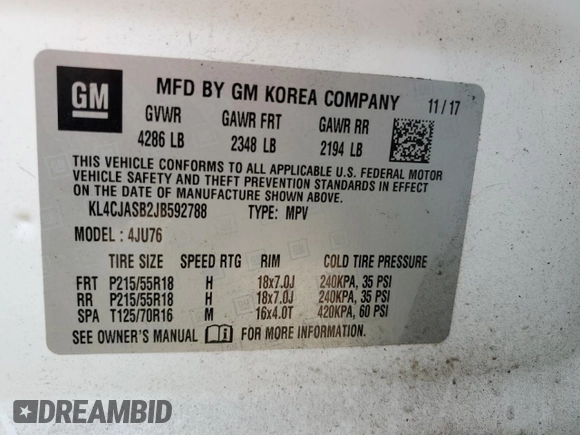 GM
MFD BY GM KOREA COMPANY 11/17
GVWR GAWR FRT GAWR RR
4286 LB 2348 LB 2194 LB
THIS VEHICLE CONFORMS TO ALL APPLICABLE U.S. FEDERAL MOTOR
VEHICLE SAFETY AND THEFT PREVENTION STANDARDS IN EFFECT
ON THE DATE OF MANUFACTURE SHOWN ABOVE.
KL4CJASB2JB592788 TYPE: MPV
MODEL : 4JU76
TIRE SIZE SPEED RTG RIM COLD TIRE PRESSURE
FRT P215/55R18 H 18x7.0J 240KPA, 35 PSI
RR P215/55R18 H 18x7.0J 240KPA, 35 PSI
SPA T125/70R16 M 16x4.0T 420KPA, 60 PSI
SEE OWNER'S MANUAL FOR MORE INFORMATION.
DREAMBID